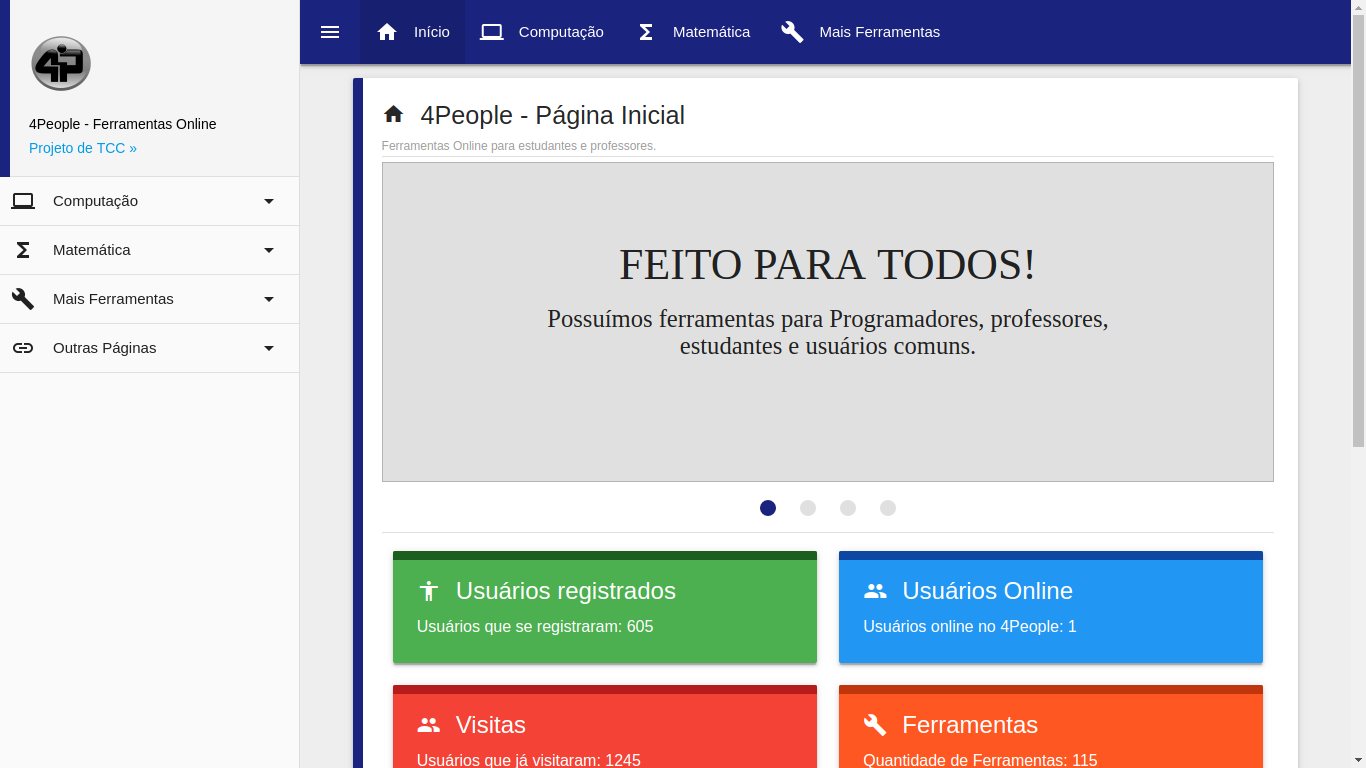 Início
Computação
Matemática
Mais Ferramentas
4P
4People - Ferramentas Online
Projeto de TCC »
Computação
Matemática
Mais Ferramentas
Outras Páginas
4People - Página Inicial
Ferramentas Online para estudantes e professores.
FEITO PARA TODOS!
Possuímos ferramentas para Programadores, professores,
estudantes e usuários comuns.
Usuários registrados
Usuários que se registraram: 605
Usuários Online
Usuários online no 4People: 1
Visitas
Usuários que já visitaram: 1245
Ferramentas
Quantidade de Ferramentas: 115